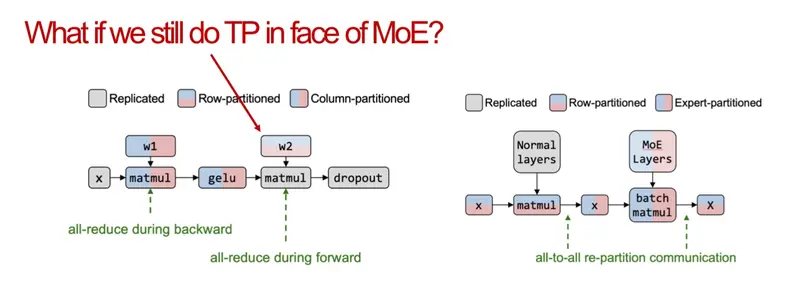 What if we still do TP in face of MoE?
Replicated Row-partitioned Column-partitioned
w1 w2
x matmul gelu matmul dropout
all-reduce during backward
all-reduce during forward
Replicated Row-partitioned Expert-partitioned
Normal layers
MoE Layers
x matmul x batch matmul X
all-to-all re-partition communication